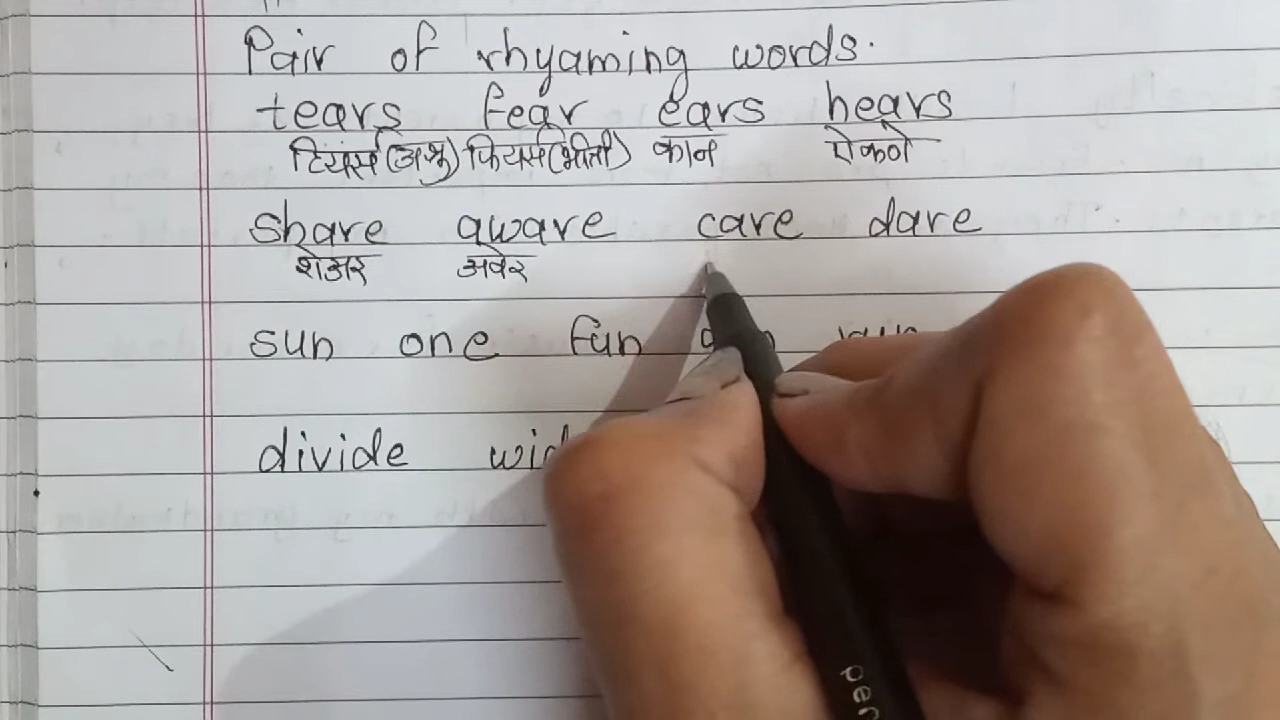 Pair of rhyaming words.
tears fear ears hears
टियर्स (अश्रू) फियर्स (भीती) कान ऐकणे
share aware care dare
शेअर अवेर
sun one fun run
divide